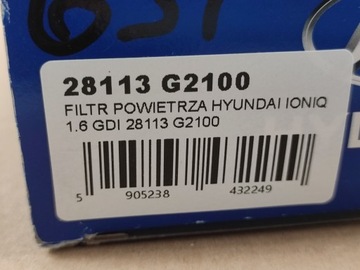 28113 G2100
FILTR POWIETRZA HYUNDAI IONIQ
1.6 GDI 28113 G2100
5 905238 432249